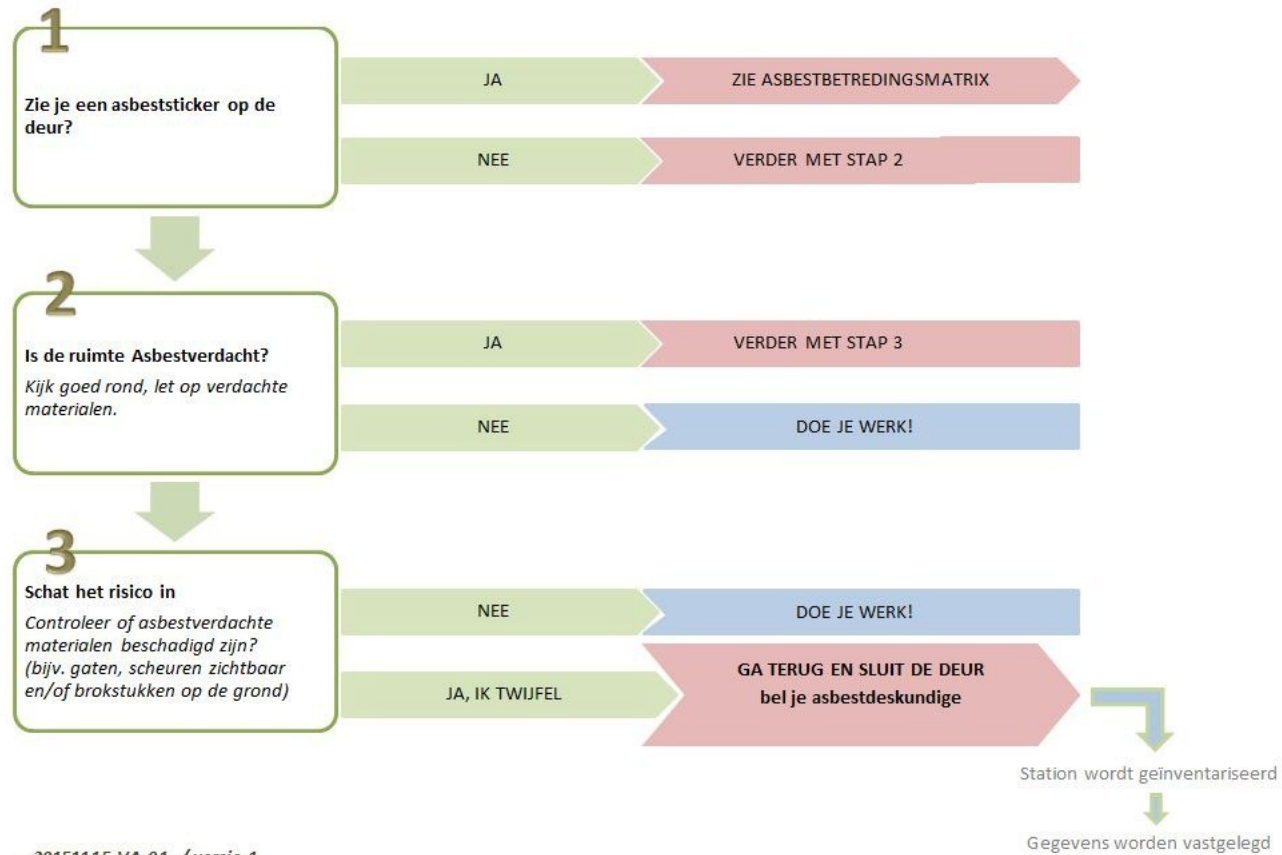 1
Zie je een asbeststicker op de
deur?
JA
ZIE ASBESTBETREDINGSMATRIX
NEE
VERDER MET STAP 2
2
Is de ruimte Asbestverdacht?
Kijk goed rond, let op verdachte
materialen.
JA
VERDER MET STAP 3
NEE
DOE JE WERK!
3
Schat het risico in
Controleer of asbestverdachte
materialen beschadigd zijn?
(bijv. gaten, scheuren zichtbaar
en/of brokstukken op de grond)
NEE
DOE JE WERK!
JA, IK TWIJFEL
GA TERUG EN SLUIT DE DEUR
bel je asbestdeskundige
Station wordt geïnventariseerd
Gegevens worden vastgelegd